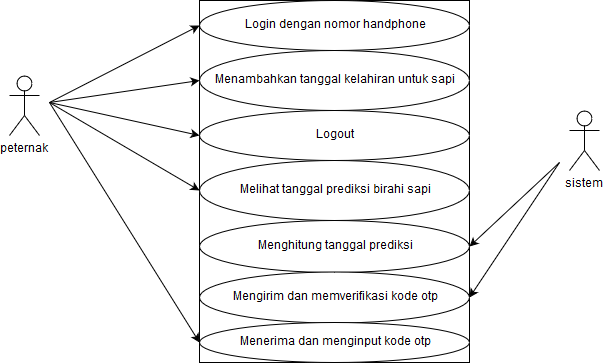 Login dengan nomor handphone
Menambahkan tanggal kelahiran untuk sapi
Logout
peternak
Melihat tanggal prediksi birahi sapi
sistem
Menghitung tanggal prediksi
Mengirim dan memverifikasi kode otp
Menerima dan menginput kode otp